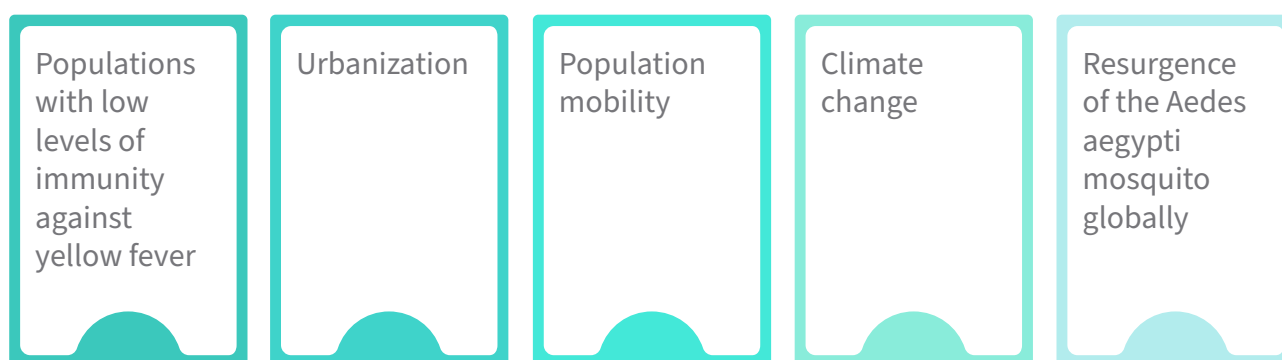 Populations
with low
levels of
immunity
against
yellow fever
Urbanization
Population
mobility
Climate
change
Resurgence
of the Aedes
aegypti
mosquito
globally